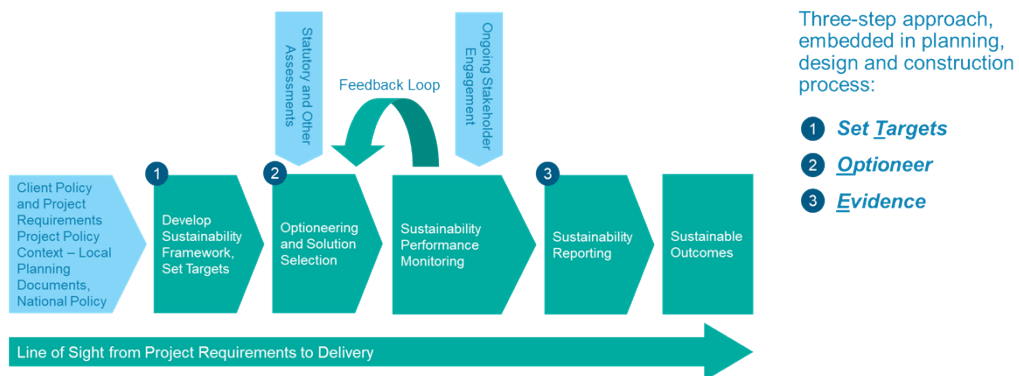 Statutory and Other
Assessments
Feedback Loop
Ongoing Stakeholder
Engagement
1
2
3
Client Policy
and Project
Requirements
Project Policy
Context – Local
Planning
Documents,
National Policy
Develop
Sustainability
Framework,
Set Targets
Optioneering
and Solution
Selection
Sustainability
Performance
Monitoring
Sustainability
Reporting
Sustainable
Outcomes
Line of Sight from Project Requirements to Delivery
Three-step approach,
embedded in planning,
design and construction
process:
1 Set Targets
2 Optioneer
3 Evidence